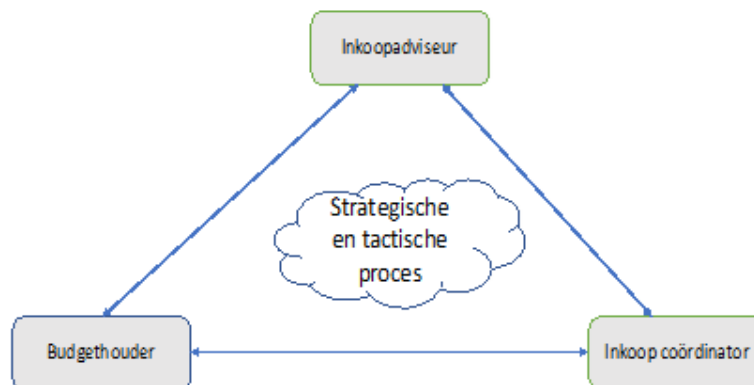 Inkoopadviseur
Strategische
en tactische
proces
Budgethouder
Inkoop coördinator